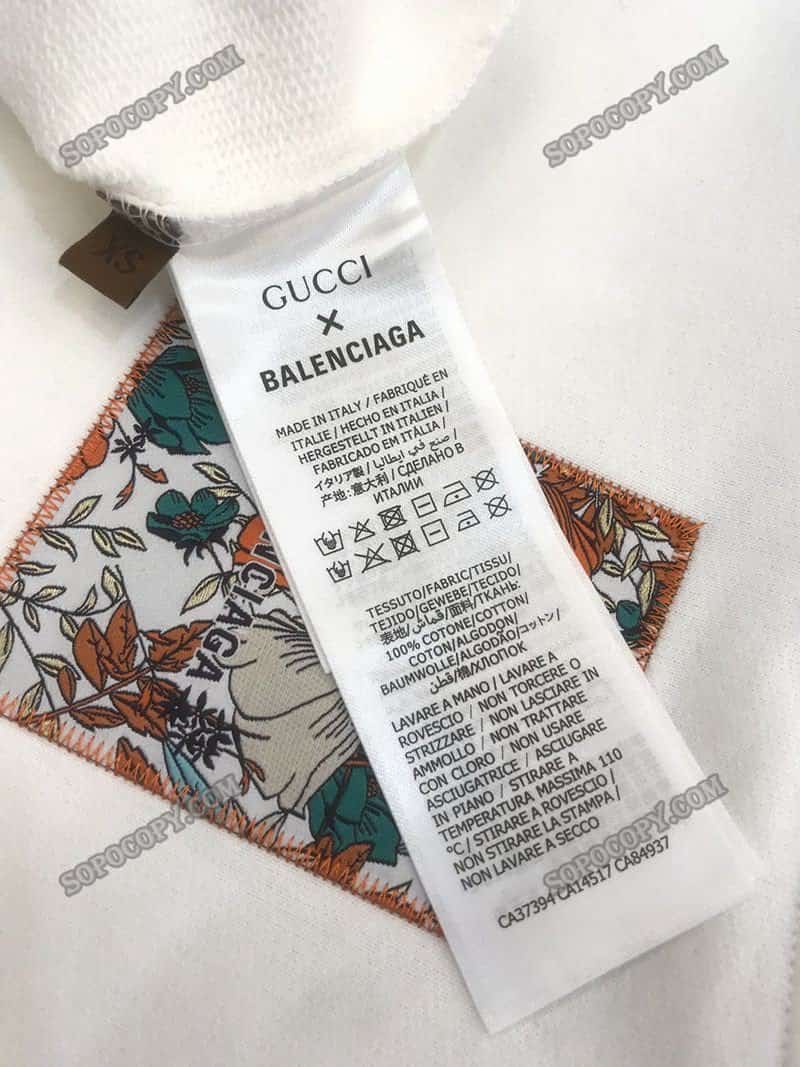 SOPOCOPY.COM
SOPOCOPY.COM
XS
GUCCI
X
BALENCIAGA
MADE IN ITALY / FABRIQUÉ EN
ITALIE / HECHO EN ITALIA /
HERGESTELLT IN ITALIEN /
FABRICADO EM ITÁLIA /
イタリア製 / صنع في ايطاليا /
产地: 意大利 / СДЕЛАНО В
ИТАЛИИ
NCIAGA
TESSUTO/FABRIC/TISSU/
TEJIDO/GEWEBE/TECIDO/
表地/قماش/面料/ТКАНЬ:
100% COTONE/COTTON/
COTON/ALGODON/
BAUMWOLLE/ALGODÃO/コットン/
قطن/棉/ХЛОПОК
LAVARE A MANO / LAVARE A
ROVESCIO / NON TORCERE O
STRIZZARE / NON LASCIARE IN
AMMOLLO / NON TRATTARE
CON CLORO / NON USARE
ASCIUGATRICE / ASCIUGARE
IN PIANO / STIRARE A
TEMPERATURA MASSIMA 110
°C / STIRARE A ROVESCIO /
NON STIRARE LA STAMPA /
NON LAVARE A SECCO
CA37394 CA14517 CA84937
SOPOCOPY.COM
SOPOCOPY.COM